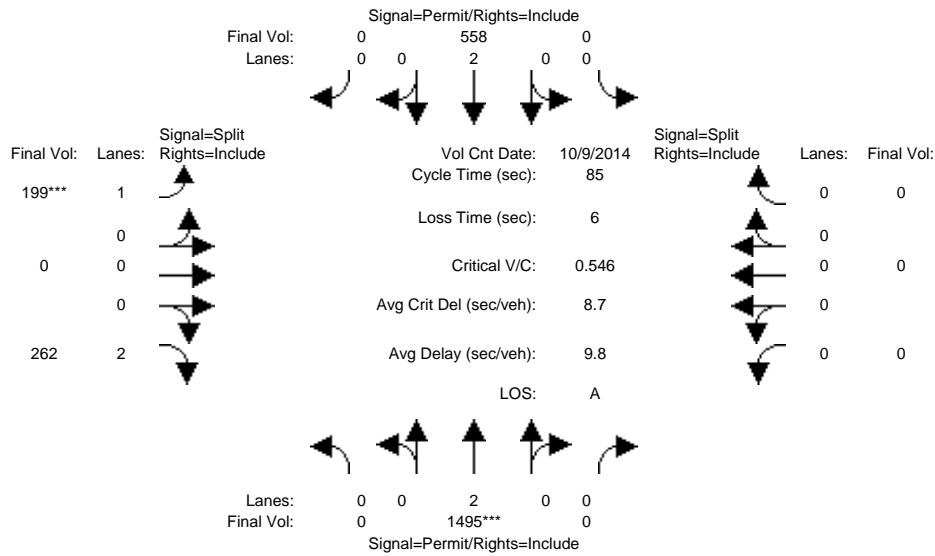 Signal=Permit/Rights=Include
Final Vol: 0 558 0
Lanes: 0 0 2 0 0
Signal=Split
Final Vol: Lanes: Rights=Include
Vol Cnt Date: 10/9/2014
Signal=Split
Rights=Include Lanes: Final Vol:
199*** 1
Cycle Time (sec): 85
0 0
0
Loss Time (sec): 6
0
0 0
Critical V/C: 0.546
0 0
0
Avg Crit Del (sec/veh): 8.7
0
262 2
Avg Delay (sec/veh): 9.8
0 0
LOS: A
Lanes: 0 0 2 0 0
Final Vol: 0 1495*** 0
Signal=Permit/Rights=Include